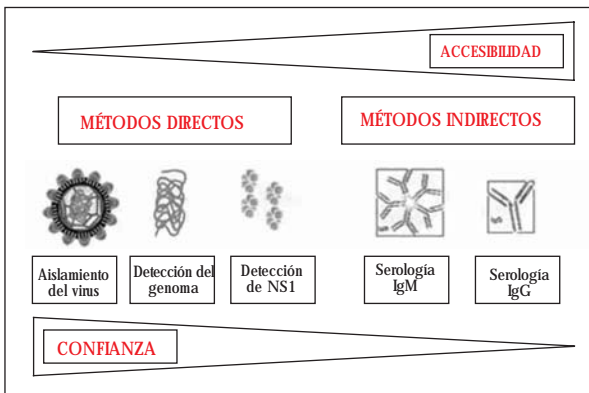 ACCESIBILIDAD
MÉTODOS DIRECTOS
MÉTODOS INDIRECTOS
Aislamiento
del virus
Detección del
genoma
Detección
de NS1
Serología
IgM
Serología
IgG
CONFIANZA